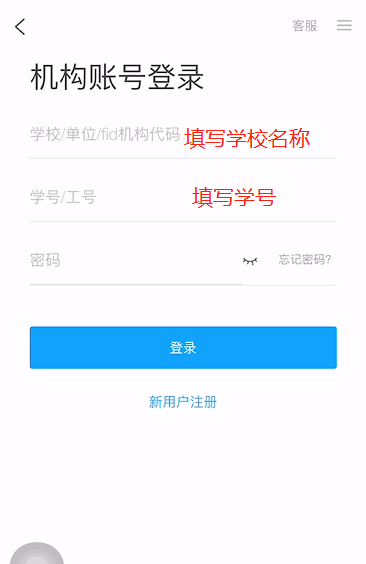 客服
机构账号登录
学校/单位/fid机构代码 填写学校名称
学号/工号 填写学号
密码 忘记密码?
登录
新用户注册